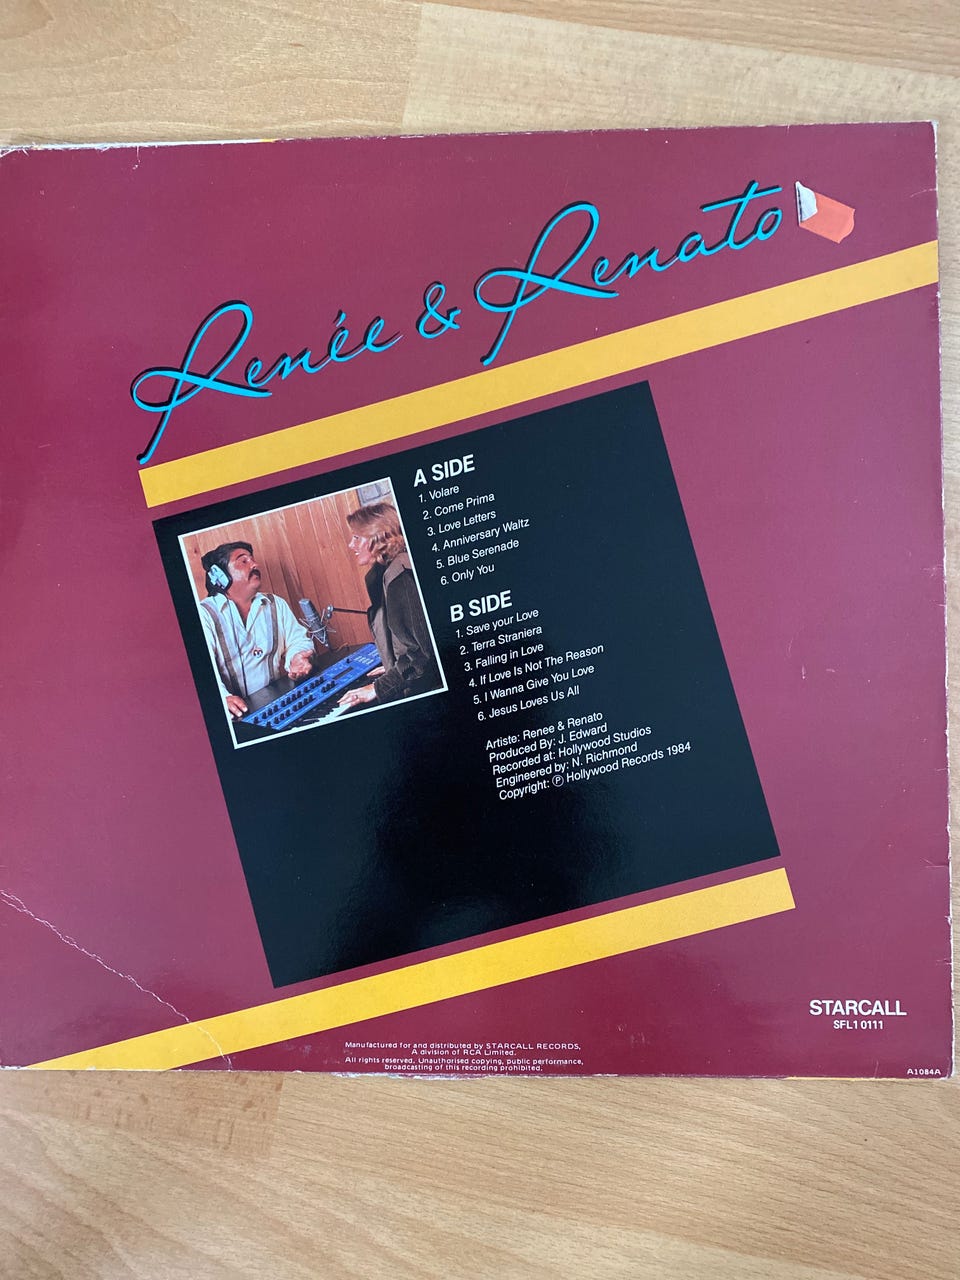 Renée & Renato
A SIDE
1. Volare
2. Come Prima
3. Love Letters
4. Anniversary Waltz
5. Blue Serenade
6. Only You
B SIDE
1. Save your Love
2. Terra Straniera
3. Falling in Love
4. If Love Is Not The Reason
5. I Wanna Give You Love
6. Jesus Loves Us All
Artiste: Renee & Renato
Produced By: J. Edward
Recorded at: Hollywood Studios
Engineered by: N. Richmond
Copyright: ℗ Hollywood Records 1984
STARCALL
SFL1 0111
Manufactured for and distributed by STARCALL RECORDS,
A division of RCA Limited.
All rights reserved. Unauthorised copying, public performance,
broadcasting of this recording prohibited.
A1084A